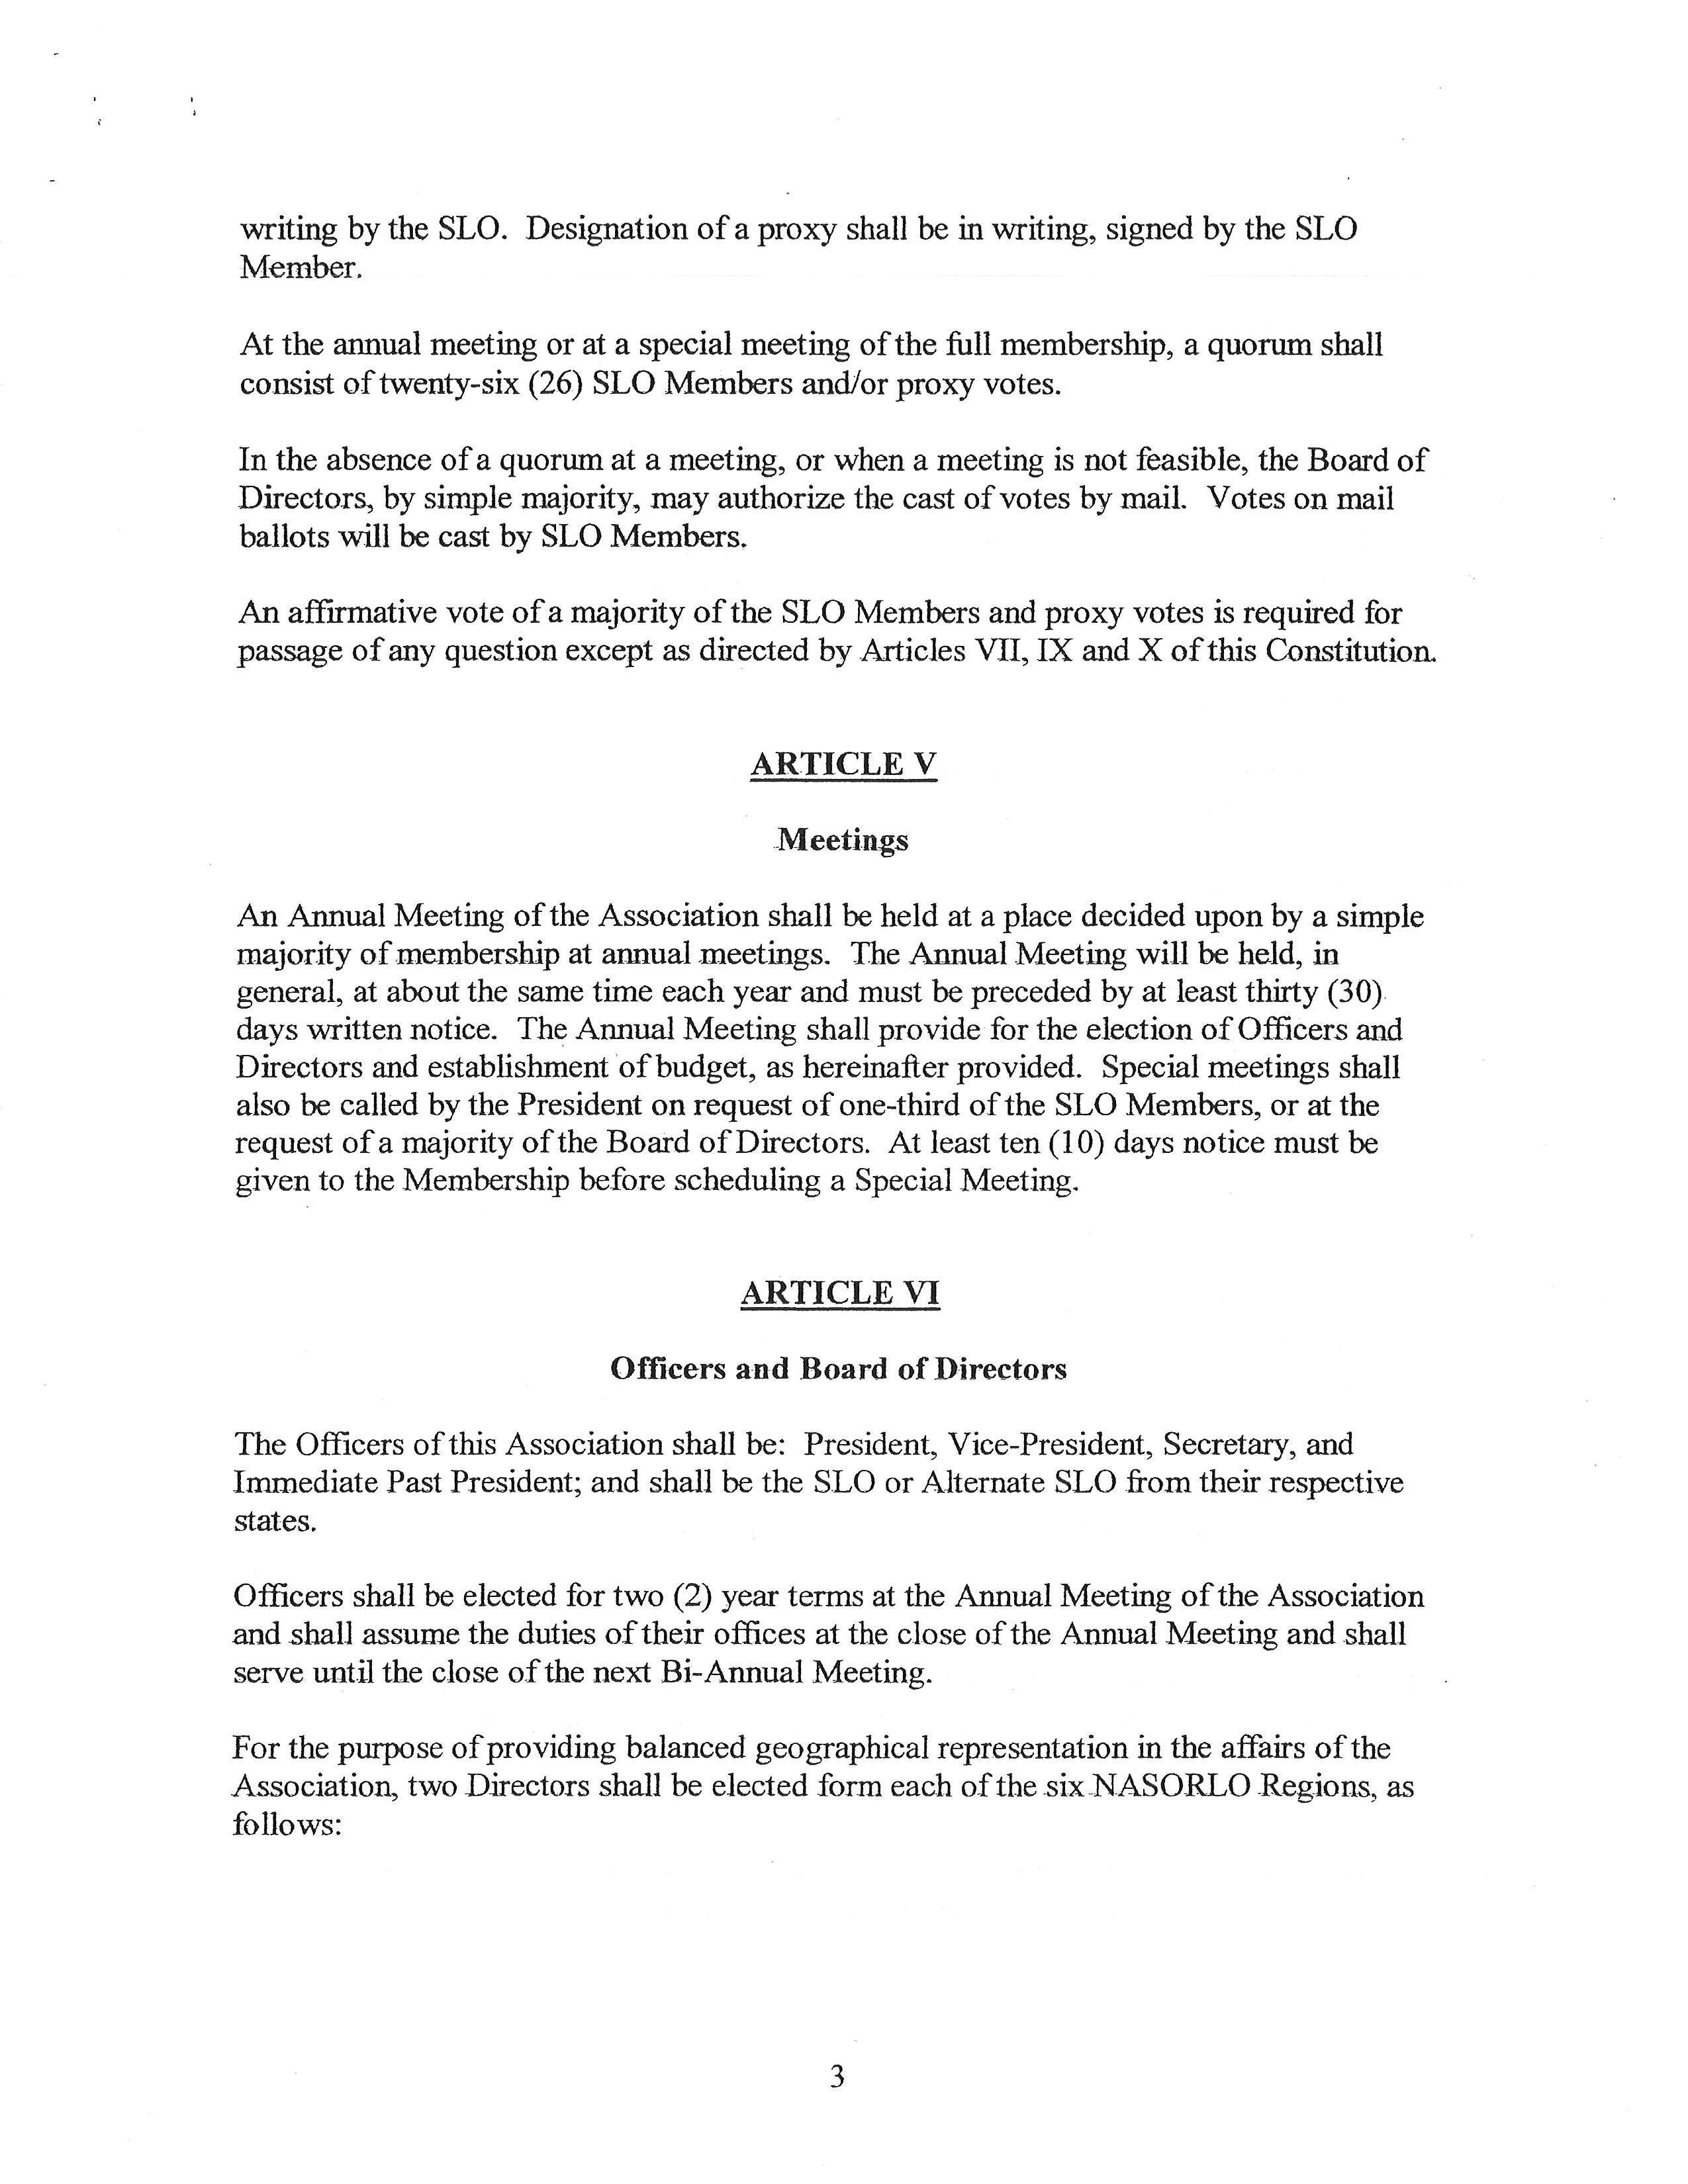 writing by the SLO. Designation of a proxy shall be in writing, signed by the SLO
Member.
At the annual meeting or at a special meeting of the full membership, a quorum shall
consist of twenty-six (26) SLO Members and/or proxy votes.
In the absence of a quorum at a meeting, or when a meeting is not feasible, the Board of
Directors, by simple majority, may authorize the cast of votes by mail. Votes on mail
ballots will be cast by SLO Members.
An affirmative vote of a majority of the SLO Members and proxy votes is required for
passage of any question except as directed by Articles VII, IX and X of this Constitution.
ARTICLE V
Meetings
An Annual Meeting of the Association shall be held at a place decided upon by a simple
majority of membership at annual meetings. The Annual Meeting will be held, in
general, at about the same time each year and must be preceded by at least thirty (30)
days written notice. The Annual Meeting shall provide for the election of Officers and
Directors and establishment of budget, as hereinafter provided. Special meetings shall
also be called by the President on request of one-third of the SLO Members, or at the
request of a majority of the Board of Directors. At least ten (10) days notice must be
given to the Membership before scheduling a Special Meeting.
ARTICLE VI
Officers and Board of Directors
The Officers of this Association shall be: President, Vice-President, Secretary, and
Immediate Past President; and shall be the SLO or Alternate SLO from their respective
states.
Officers shall be elected for two (2) year terms at the Annual Meeting of the Association
and shall assume the duties of their offices at the close of the Annual Meeting and shall
serve until the close of the next Bi-Annual Meeting.
For the purpose of providing balanced geographical representation in the affairs of the
Association, two Directors shall be elected form each of the six NASORLO Regions, as
follows:
3